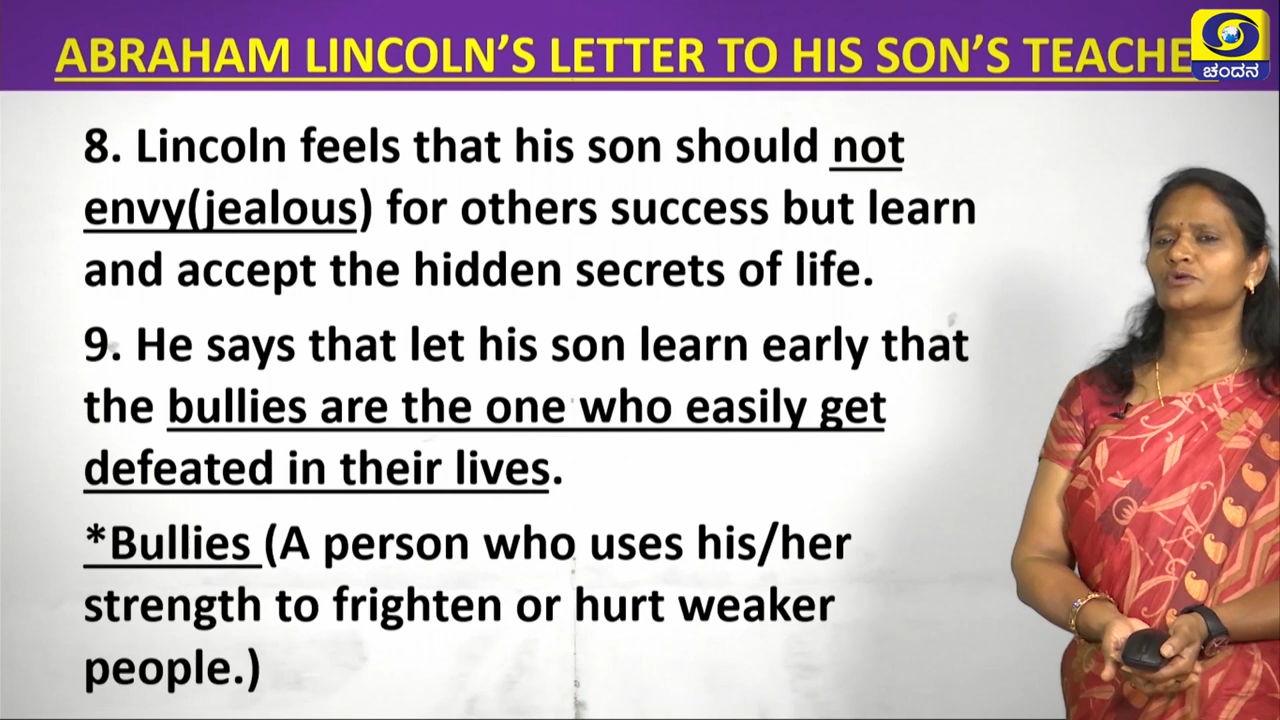 ABRAHAM LINCOLN'S LETTER TO HIS SON'S TEACHE
ಚಂದನ
8. Lincoln feels that his son should not
envy(jealous) for others success but learn
and accept the hidden secrets of life.
9. He says that let his son learn early that
the bullies are the one who easily get
defeated in their lives.
*Bullies (A person who uses his/her
strength to frighten or hurt weaker
people.)